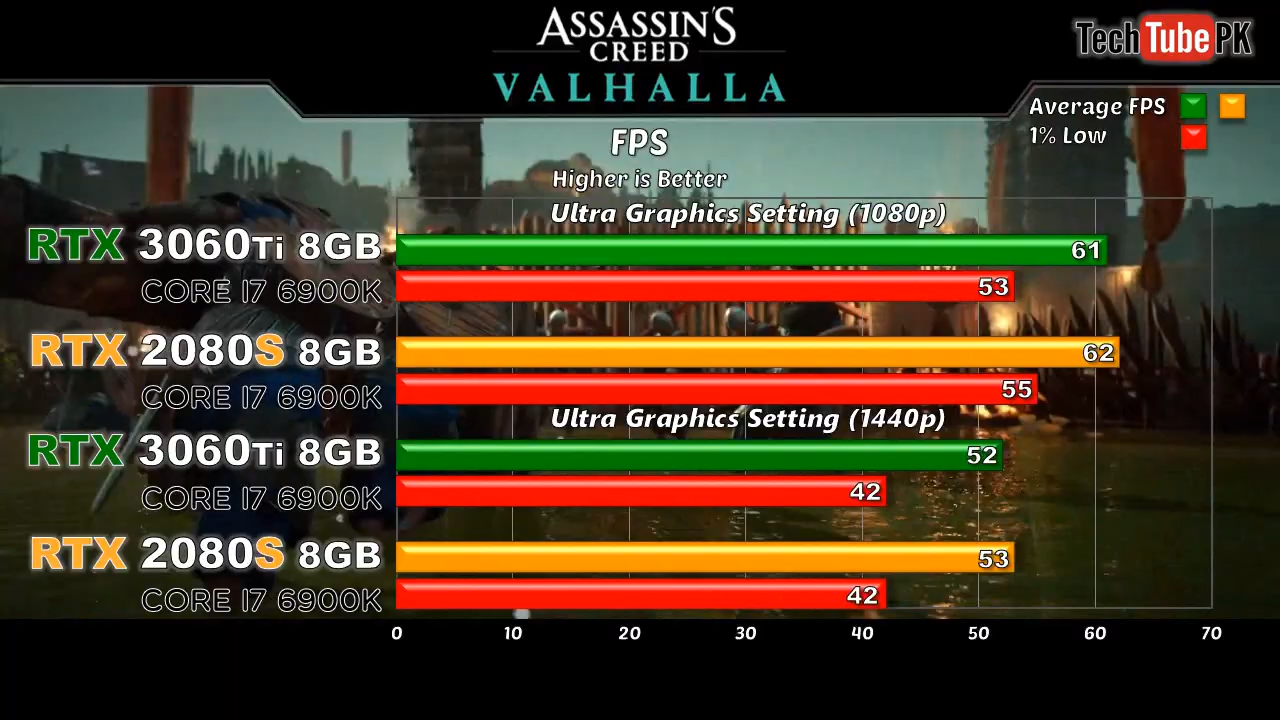 ASSASSIN'S
CREED
VALHALLA
TechTubePK
Average FPS
1% Low
FPS
Higher is Better
Ultra Graphics Setting (1080p)
RTX 3060Ti 8GB
61
CORE I7 6900K
53
RTX 2080S 8GB
62
CORE I7 6900K
55
Ultra Graphics Setting (1440p)
RTX 3060Ti 8GB
52
CORE I7 6900K
42
RTX 2080S 8GB
53
CORE I7 6900K
42
0 10 20 30 40 50 60 70